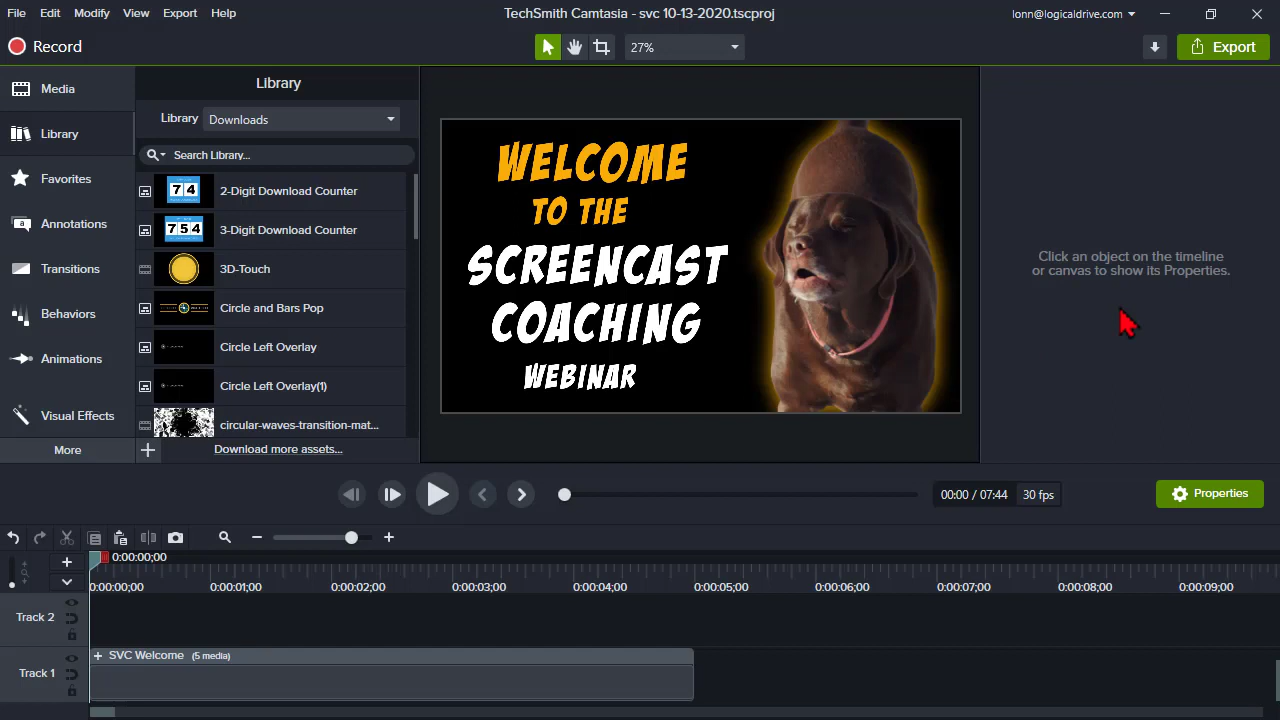 File Edit Modify View Export Help
TechSmith Camtasia - svc 10-13-2020.tscproj
lonn@logicaldrive.com
Record
27%
Export
Media
Library
Favorites
Annotations
Transitions
Behaviors
Animations
Visual Effects
More
Library
Library Downloads
Search Library...
74 2-Digit Download Counter
754 3-Digit Download Counter
3D-Touch
Circle and Bars Pop
Circle Left Overlay
Circle Left Overlay(1)
circular-waves-transition-mat...
Download more assets...
WELCOME
TO THE
SCREENCAST
COACHING
WEBINAR
Click an object on the timeline
or canvas to show its Properties.
00:00 / 07:44 30 fps
Properties
0:00:00;00
0:00:00;00 0:00:01;00 0:00:02;00 0:00:03;00 0:00:04;00 0:00:05;00 0:00:06;00 0:00:07;00 0:00:08;00 0:00:09;00
Track 2
Track 1
SVC Welcome (5 media)